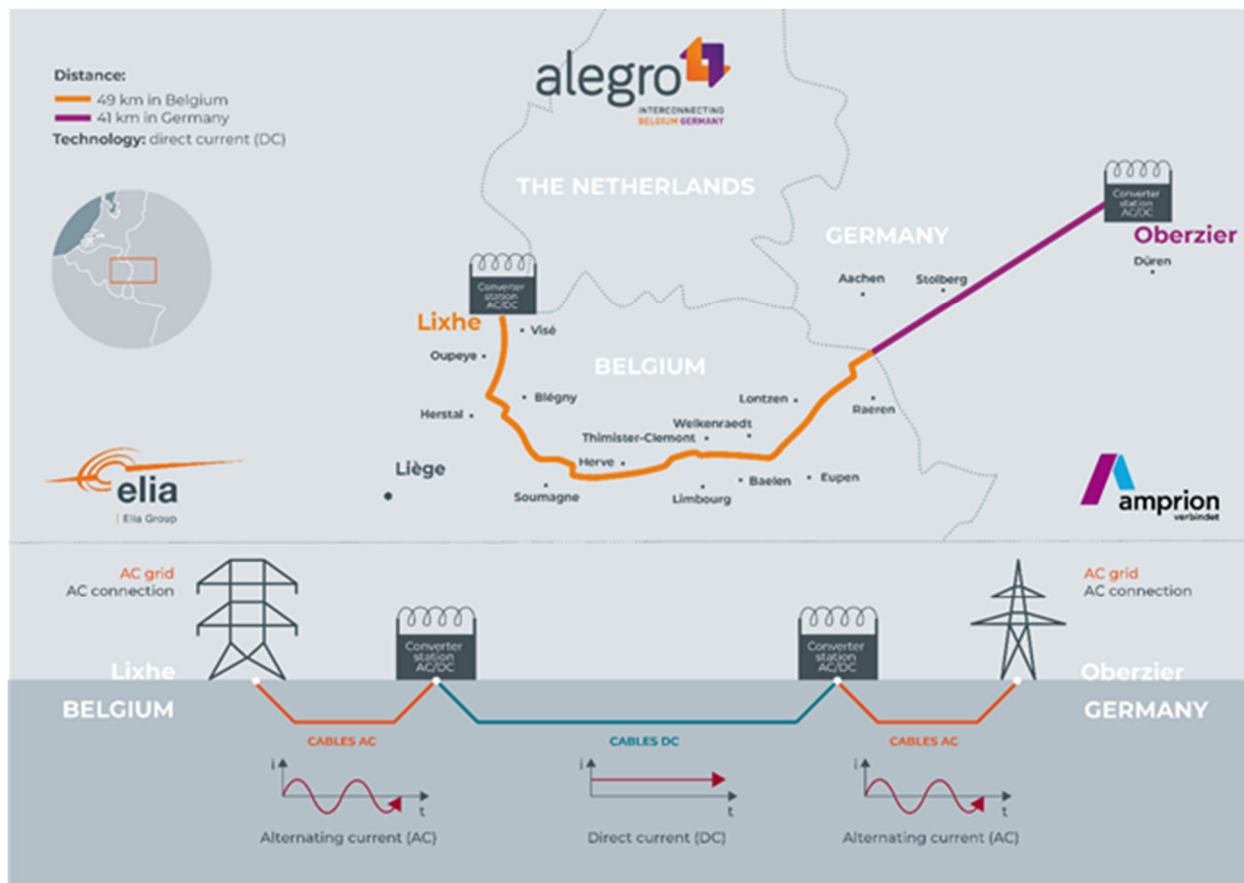 Distance:
49 km in Belgium
41 km in Germany
Technology: direct current (DC)
alegro
INTERCONNECTING
BELGIUM GERMANY
THE NETHERLANDS
GERMANY
Converter
station
AC/DC
Oberzier
Düren
Aachen
Stolberg
Converter
station
AC/DC
Lixhe
Visé
Oupeye
BELGIUM
Blégny
Herstal
Lontzen
Raeren
Welkenraedt
Thimister-Clemont
Herve
Liège
Soumagne
Limbourg
Baelen
Eupen
elia
Elia Group
amprion
verbindet
AC grid
AC connection
AC grid
AC connection
Converter
station
AC/DC
Converter
station
AC/DC
Lixhe
BELGIUM
Oberzier
GERMANY
CABLES AC
CABLES DC
CABLES AC
i
t
i
t
i
t
Alternating current (AC)
Direct current (DC)
Alternating current (AC)